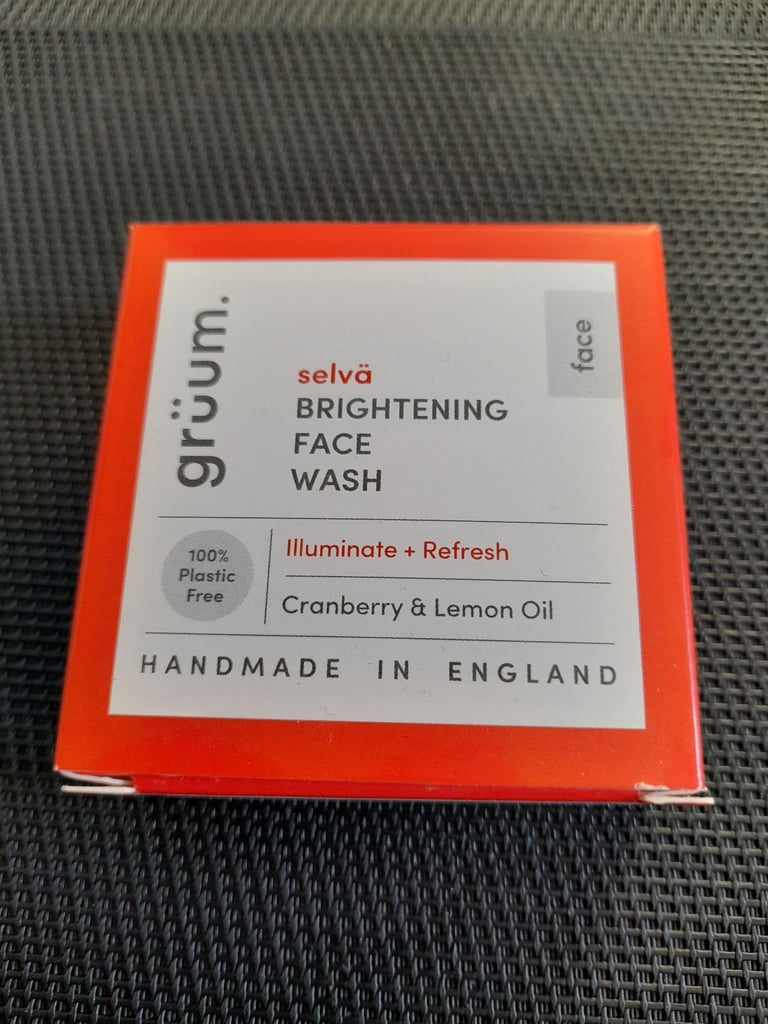 grüum.
face
selvä
BRIGHTENING
FACE
WASH
100%
Plastic
Free
Illuminate + Refresh
Cranberry & Lemon Oil
HANDMADE IN ENGLAND